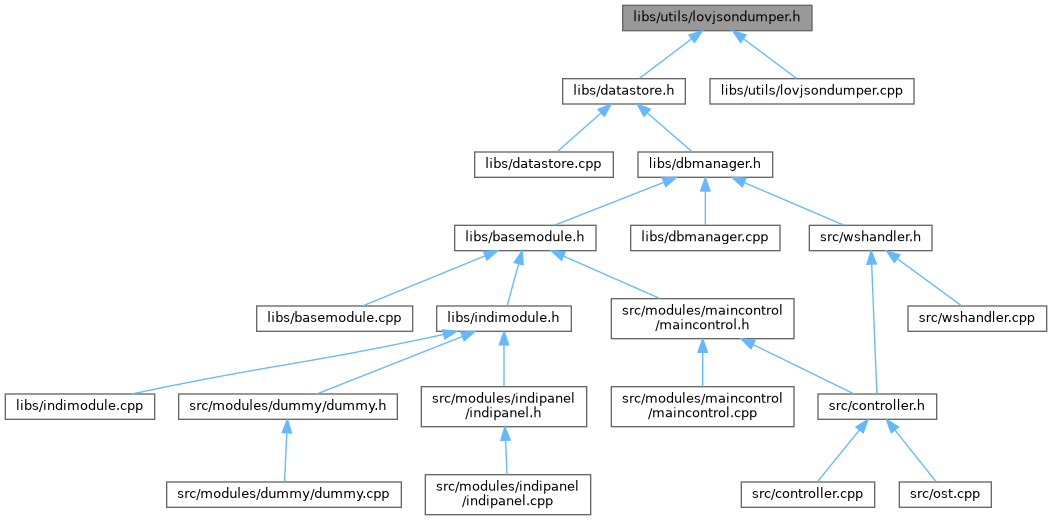 libs/utils/lovjsondumper.h
libs/datastore.h
libs/utils/lovjsondumper.cpp
libs/datastore.cpp
libs/dbmanager.h
libs/basemodule.h
libs/dbmanager.cpp
src/wshandler.h
libs/basemodule.cpp
libs/indimodule.h
src/modules/maincontrol
/maincontrol.h
src/wshandler.cpp
libs/indimodule.cpp
src/modules/dummy/dummy.h
src/modules/indipanel
/indipanel.h
src/modules/maincontrol
/maincontrol.cpp
src/controller.h
src/modules/dummy/dummy.cpp
src/modules/indipanel
/indipanel.cpp
src/controller.cpp
src/ost.cpp